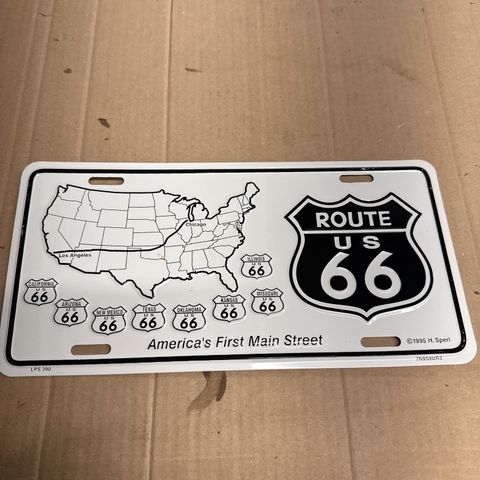 Chicago
Los Angeles
ROUTE
U S
66
ILLINOIS
U S
66
CALIFORNIA
U S
66
ARIZONA
U S
66
NEW MEXICO
U S
66
TEXAS
U S
66
OKLAHOMA
U S
66
KANSAS
U S
66
MISSOURI
U S
66
America's First Main Street
©1995 H. Sperl
LPS 390